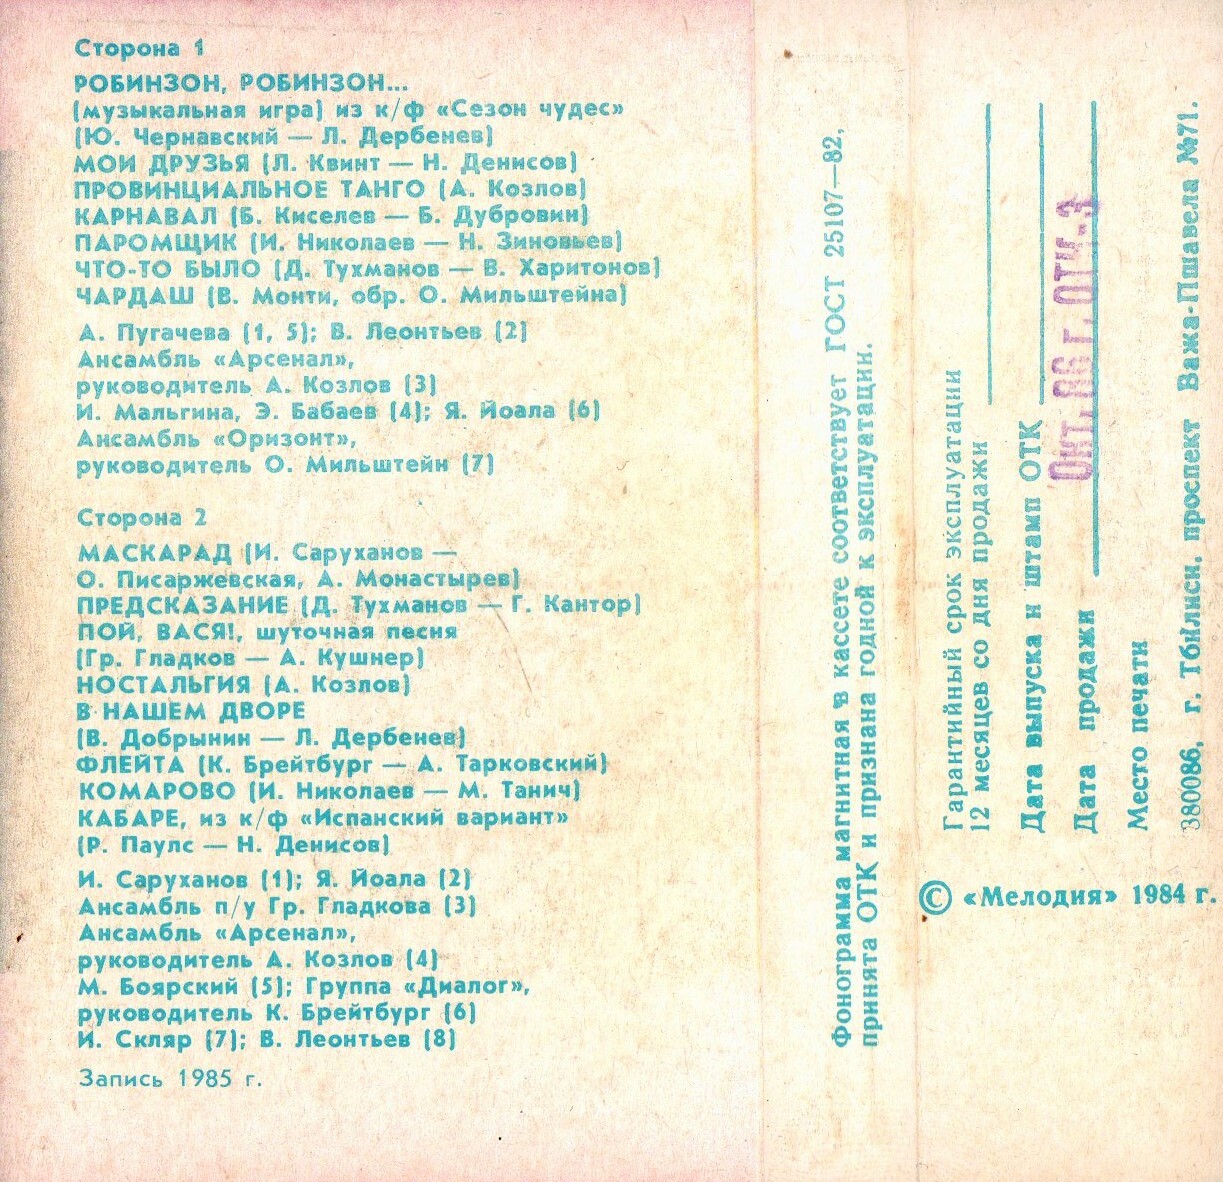 Сторона 1
РОБИНЗОН, РОБИНЗОН...
(музыкальная игра) из к/ф «Сезон чудес»
(Ю. Чернавский — Л. Дербенев)
МОИ ДРУЗЬЯ (Л. Квинт — Н. Денисов)
ПРОВИНЦИАЛЬНОЕ ТАНГО (А. Козлов)
КАРНАВАЛ (Б. Киселев — Б. Дубровин)
ПАРОМЩИК (И. Николаев — Н. Зиновьев)
ЧТО-ТО БЫЛО (Д. Тухманов — В. Харитонов)
ЧАРДАШ (В. Монти, обр. О. Мильштейна)
А. Пугачева (1, 5); В. Леонтьев (2)
Ансамбль «Арсенал»,
руководитель А. Козлов (3)
И. Мальгина, Э. Бабаев (4); Я. Йоала (6)
Ансамбль «Оризонт»,
руководитель О. Мильштейн (7)
Сторона 2
МАСКАРАД (И. Саруханов —
О. Писаржевская, А. Монастырев)
ПРЕДСКАЗАНИЕ (Д. Тухманов — Г. Кантор)
ПОЙ, ВАСЯ!, шуточная песня
(Гр. Гладков — А. Кушнер)
НОСТАЛЬГИЯ (А. Козлов)
В НАШЕМ ДВОРЕ
(В. Добрынин — Л. Дербенев)
ФЛЕЙТА (К. Брейтбург — А. Тарковский)
КОМАРОВО (И. Николаев — М. Танич)
КАБАРЕ, из к/ф «Испанский вариант»
(Р. Паулс — Н. Денисов)
И. Саруханов (1); Я. Йоала (2)
Ансамбль п/у Гр. Гладкова (3)
Ансамбль «Арсенал»,
руководитель А. Козлов (4)
М. Боярский (5); Группа «Диалог»,
руководитель К. Брейтбург (6)
И. Скляр (7); В. Леонтьев (8)
Запись 1985 г.
Фонограмма магнитная в кассете соответствует ГОСТ 25107—82,
принята ОТК и признана годной к эксплуатации.
Гарантийный срок эксплуатации
12 месяцев со дня продажи
Дата выпуска и штамп ОТК
ОКТ. 86 г. ОТК-3
Дата продажи
Место печати
380086, г. Тбилиси, проспект Важа-Пшавела №71.
© «Мелодия» 1984 г.